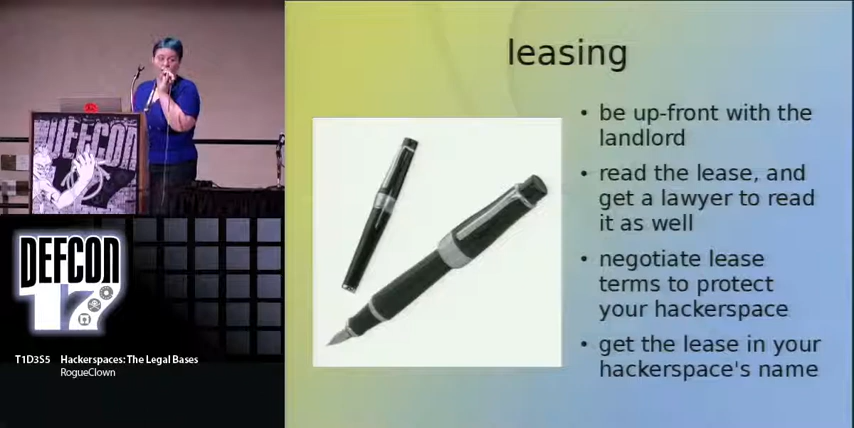 leasing
• be up-front with the
landlord
• read the lease, and
get a lawyer to read
it as well
• negotiate lease
terms to protect
your hackerspace
• get the lease in your
hackerspace's name
DEFCON
DEFCON
17
T1D3S5 Hackerspaces: The Legal Bases
RogueClown